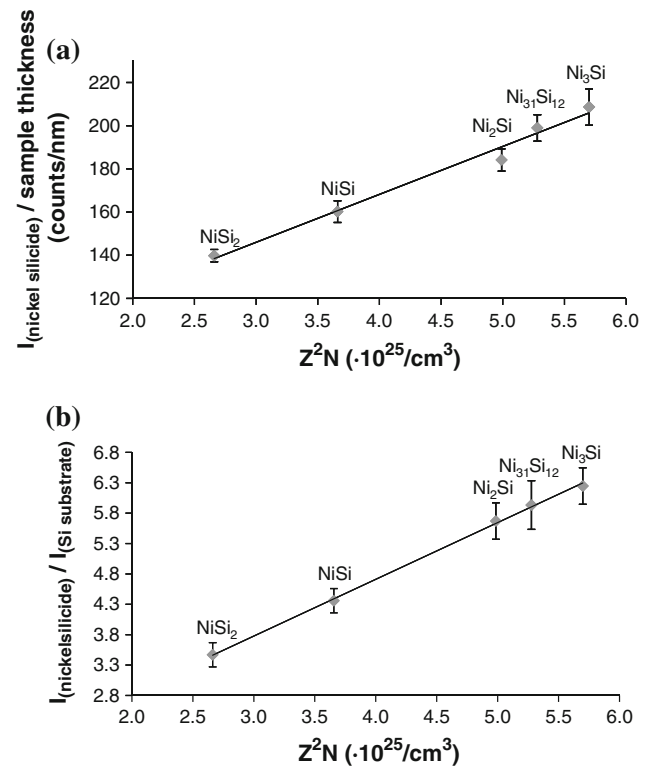 (a)
I(nickel silicide) / sample thickness
(counts/nm)
220
200
180
160
140
120
NiSi2
NiSi
Ni2Si
Ni31Si12
Ni3Si
2.0 2.5 3.0 3.5 4.0 4.5 5.0 5.5 6.0
Z²N (·10²⁵/cm³)
(b)
I(nickelsilicide) / I(Si substrate)
6.8
6.3
5.8
5.3
4.8
4.3
3.8
3.3
2.8
NiSi2
NiSi
Ni2Si
Ni31Si12
Ni3Si
2.0 2.5 3.0 3.5 4.0 4.5 5.0 5.5 6.0
Z²N (·10²⁵/cm³)